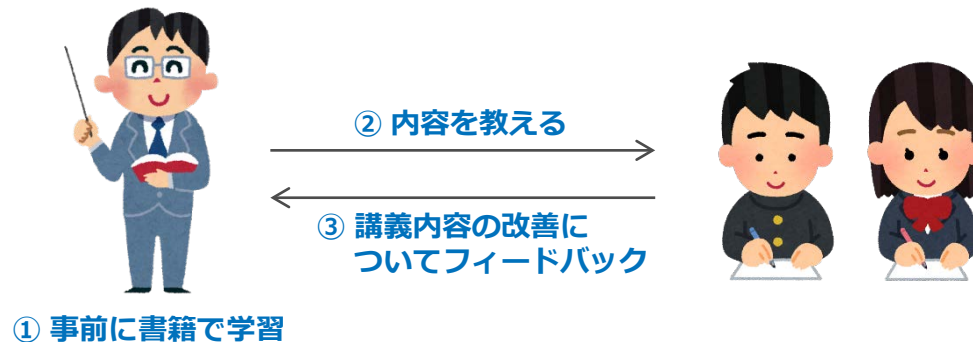 ② 内容を教える
③ 講義内容の改善に
ついてフィードバック
① 事前に書籍で学習